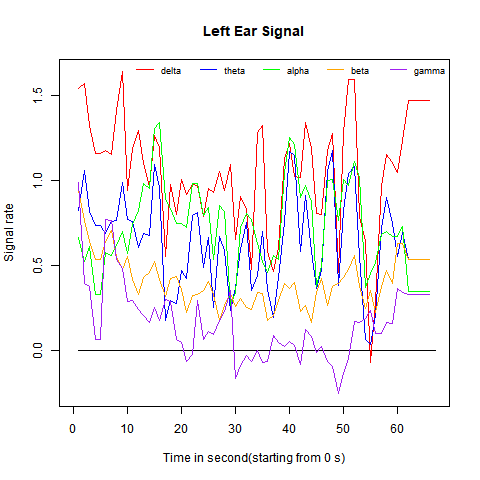 Left Ear Signal
delta theta alpha beta gamma
1.5
1.0
0.5
0.0
Signal rate
0 10 20 30 40 50 60
Time in second(starting from 0 s)